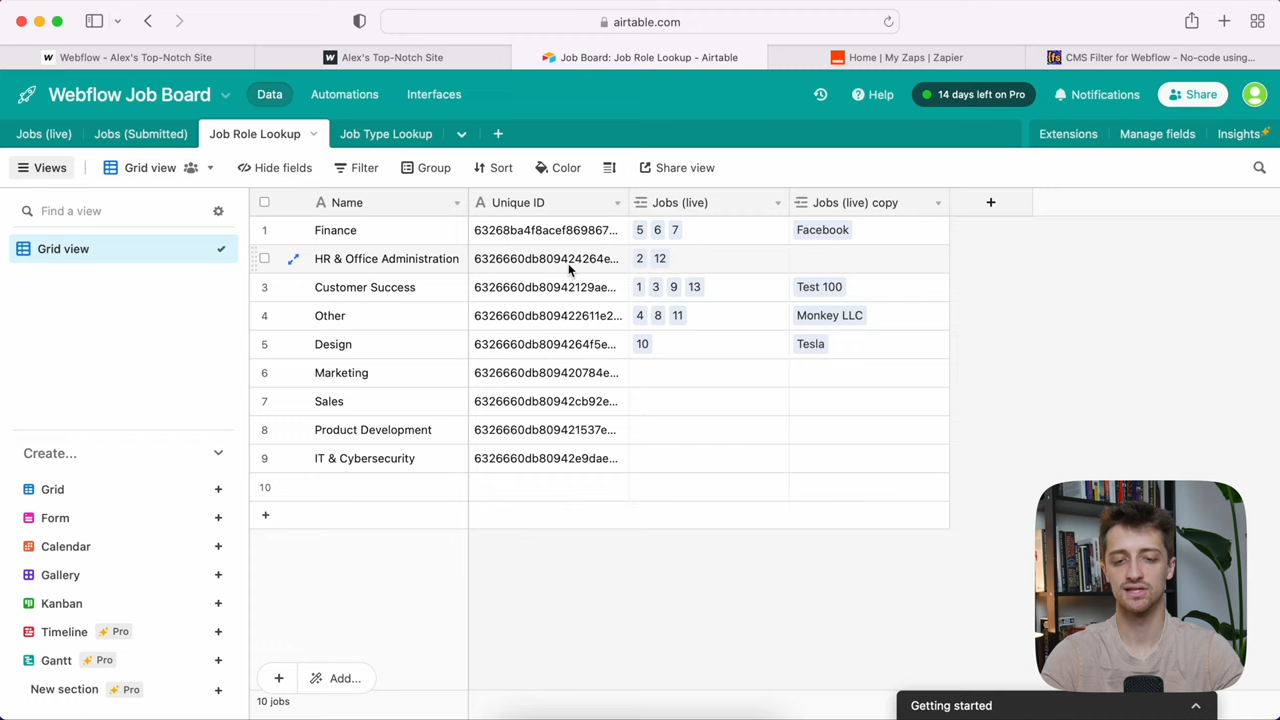 airtable.com
Webflow - Alex's Top-Notch Site
Alex's Top-Notch Site
Job Board: Job Role Lookup - Airtable
Home | My Zaps | Zapier
CMS Filter for Webflow - No-code using...
Webflow Job Board
Data
Automations
Interfaces
Help
14 days left on Pro
Notifications
Share
Jobs (live)
Jobs (Submitted)
Job Role Lookup
Job Type Lookup
Extensions
Manage fields
Insights
Views
Grid view
Hide fields
Filter
Group
Sort
Color
Share view
Find a view
Grid view
Create...
Grid
Form
Calendar
Gallery
Kanban
Timeline Pro
Gantt Pro
New section Pro
Name Unique ID Jobs (live) Jobs (live) copy
1 Finance 63268ba4f8acef869867... 5 6 7 Facebook
HR & Office Administration 6326660db809424264e... 2 12
3 Customer Success 6326660db80942129ae... 1 3 9 13 Test 100
4 Other 6326660db809422611e2... 4 8 11 Monkey LLC
5 Design 6326660db8094264f5e... 10 Tesla
6 Marketing 6326660db809420784e...
7 Sales 6326660db80942cb92e...
8 Product Development 6326660db809421537e...
9 IT & Cybersecurity 6326660db80942e9dae...
10
Add...
10 jobs
Getting started